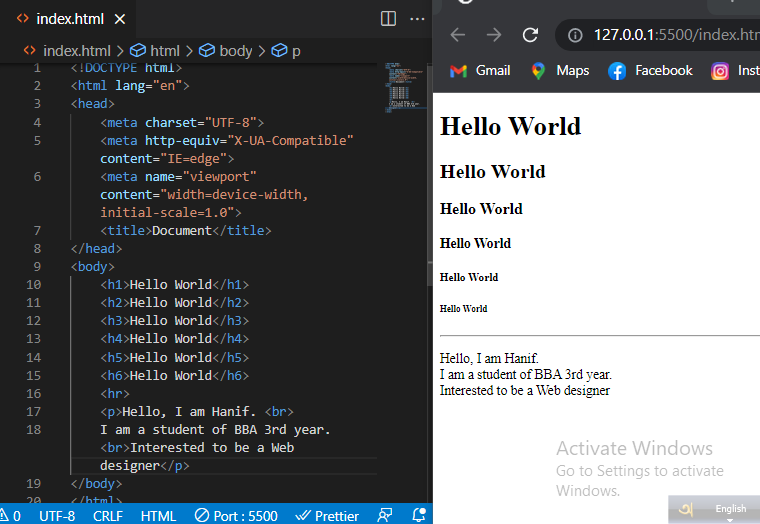 index.html
index.html > html > body > p
1 <!DOCTYPE html>
2 <html lang="en">
3 <head>
4 <meta charset="UTF-8">
5 <meta http-equiv="X-UA-Compatible"
content="IE=edge">
6 <meta name="viewport"
content="width=device-width,
initial-scale=1.0">
7 <title>Document</title>
8 </head>
9 <body>
10 <h1>Hello World</h1>
11 <h2>Hello World</h2>
12 <h3>Hello World</h3>
13 <h4>Hello World</h4>
14 <h5>Hello World</h5>
15 <h6>Hello World</h6>
16 <hr>
17 <p>Hello, I am Hanif. <br>
18 I am a student of BBA 3rd year.
<br>Interested to be a Web
designer</p>
19 </body>
20 </html>
0 UTF-8 CRLF HTML Port : 5500 Prettier
127.0.0.1:5500/index.htm
Gmail Maps Facebook Inst
Hello World
Hello World
Hello World
Hello World
Hello World
Hello World
Hello, I am Hanif.
I am a student of BBA 3rd year.
Interested to be a Web designer
Activate Windows
Go to Settings to activate
Windows.
অ English